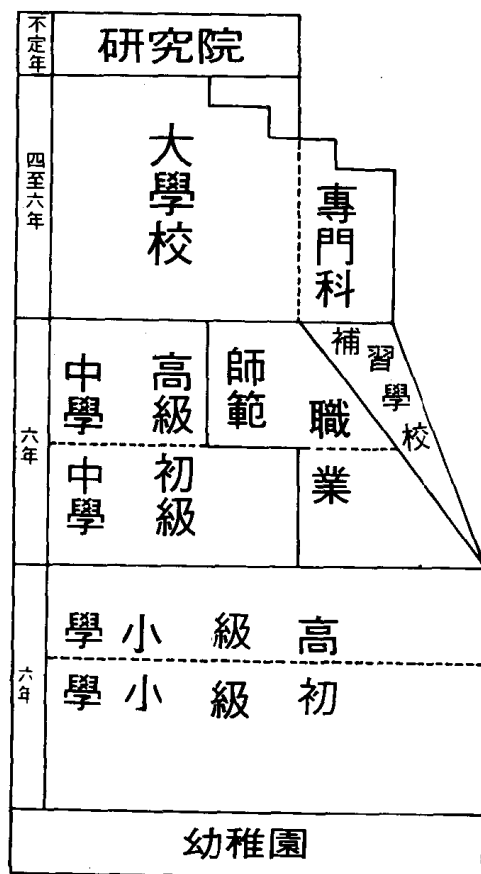 不定年
研究院
四至六年
大學校
專門科
六年
高級中學
師範
職業
補習學校
初級中學
六年
高級小學
初級小學
幼稚園